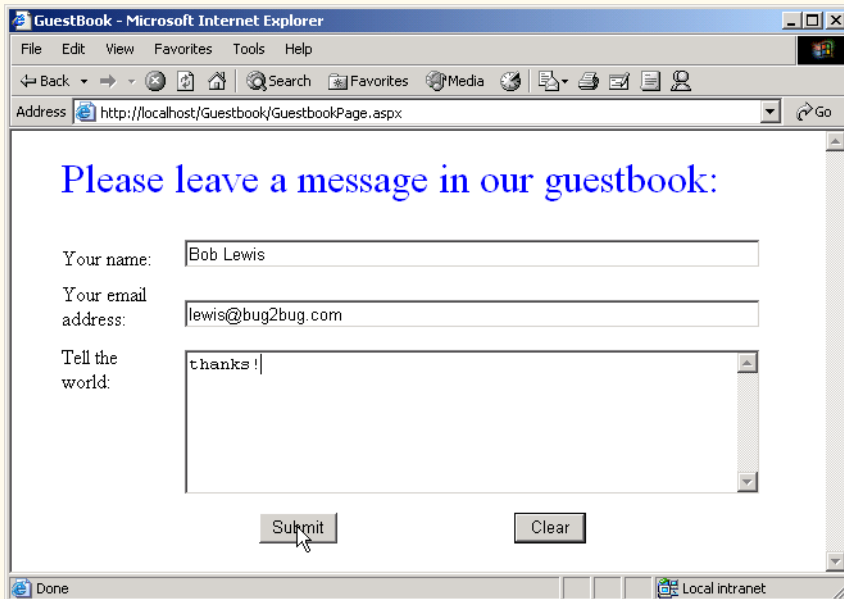 GuestBook - Microsoft Internet Explorer
File Edit View Favorites Tools Help
Back Search Favorites Media
Address http://localhost/Guestbook/GuestbookPage.aspx Go
Please leave a message in our guestbook:
Your name: Bob Lewis
Your email
address: lewis@bug2bug.com
Tell the
world:
thanks!
Submit Clear
Done Local intranet